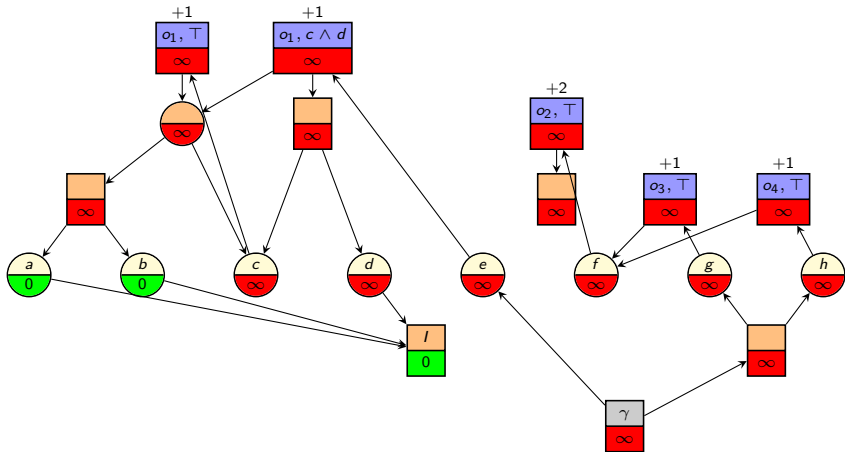 +1 +1
o₁, ⊤ o₁, c ∧ d
∞ ∞
+2
o₂, ⊤
∞ ∞ ∞
+1 +1
o₃, ⊤ o₄, ⊤
∞ ∞ ∞ ∞
a b c d e f g h
0 0 ∞ ∞ ∞ ∞ ∞ ∞
I
0 ∞
γ
∞